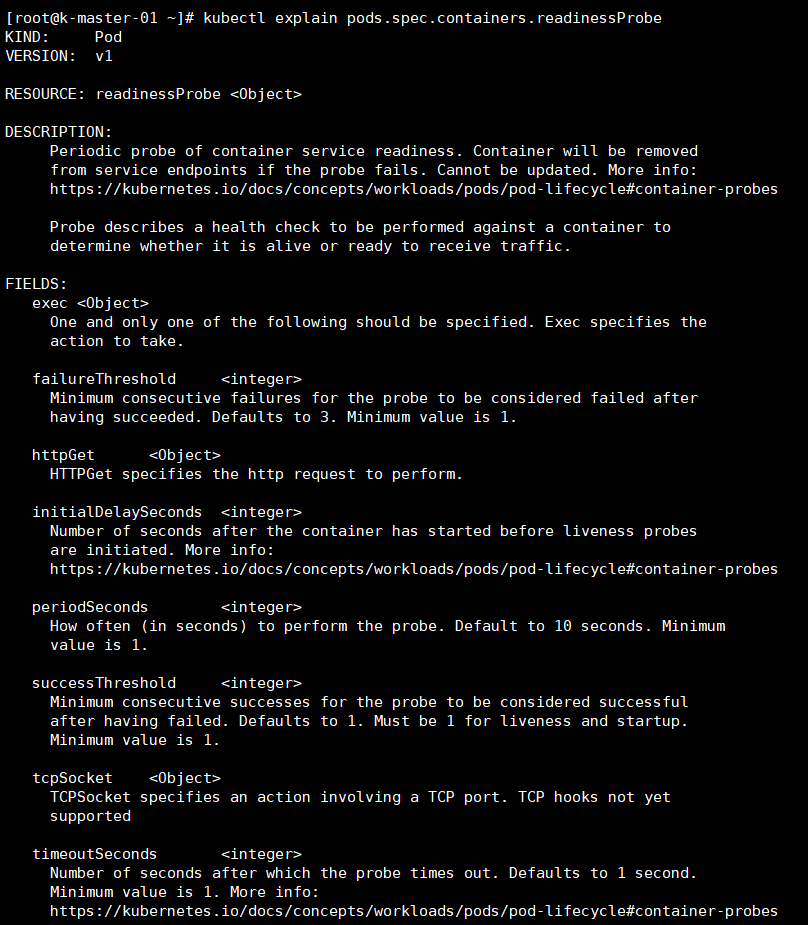 [root@k-master-01 ~]# kubectl explain pods.spec.containers.readinessProbe
KIND:     Pod
VERSION:  v1
RESOURCE: readinessProbe <Object>
DESCRIPTION:
Periodic probe of container service readiness. Container will be removed
from service endpoints if the probe fails. Cannot be updated. More info:
https://kubernetes.io/docs/concepts/workloads/pods/pod-lifecycle#container-probes
Probe describes a health check to be performed against a container to
determine whether it is alive or ready to receive traffic.
FIELDS:
exec <Object>
One and only one of the following should be specified. Exec specifies the
action to take.
failureThreshold     <integer>
Minimum consecutive failures for the probe to be considered failed after
having succeeded. Defaults to 3. Minimum value is 1.
httpGet      <Object>
HTTPGet specifies the http request to perform.
initialDelaySeconds  <integer>
Number of seconds after the container has started before liveness probes
are initiated. More info:
https://kubernetes.io/docs/concepts/workloads/pods/pod-lifecycle#container-probes
periodSeconds        <integer>
How often (in seconds) to perform the probe. Default to 10 seconds. Minimum
value is 1.
successThreshold     <integer>
Minimum consecutive successes for the probe to be considered successful
after having failed. Defaults to 1. Must be 1 for liveness and startup.
Minimum value is 1.
tcpSocket    <Object>
TCPSocket specifies an action involving a TCP port. TCP hooks not yet
supported
timeoutSeconds       <integer>
Number of seconds after which the probe times out. Defaults to 1 second.
Minimum value is 1. More info:
https://kubernetes.io/docs/concepts/workloads/pods/pod-lifecycle#container-probes